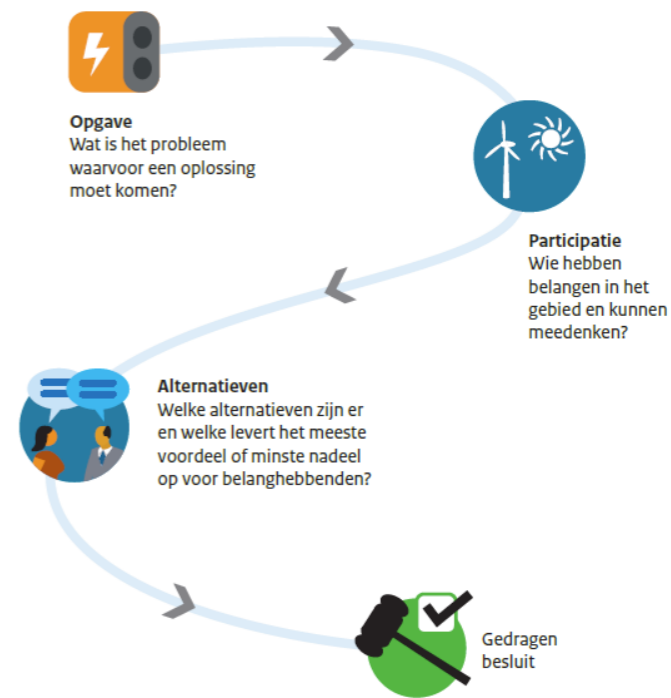 Opgave
Wat is het probleem
waarvoor een oplossing
moet komen?
Participatie
Wie hebben
belangen in het
gebied en kunnen
meedenken?
Alternatieven
Welke alternatieven zijn er
en welke levert het meeste
voordeel of minste nadeel
op voor belanghebbenden?
Gedragen
besluit